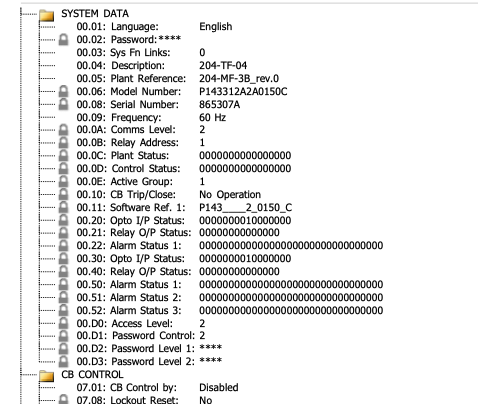 SYSTEM DATA
00.01: Language: English
00.02: Password:****
00.03: Sys Fn Links: 0
00.04: Description: 204-TF-04
00.05: Plant Reference: 204-MF-3B_rev.0
00.06: Model Number: P143312A2A0150C
00.08: Serial Number: 865307A
00.09: Frequency: 60 Hz
00.0A: Comms Level: 2
00.0B: Relay Address: 1
00.0C: Plant Status: 0000000000000000
00.0D: Control Status: 0000000000000000
00.0E: Active Group: 1
00.10: CB Trip/Close: No Operation
00.11: Software Ref. 1: P143____2_0150_C
00.20: Opto I/P Status: 0000000010000000
00.21: Relay O/P Status: 00000000000000
00.22: Alarm Status 1: 00000000000000000000000000000000
00.30: Opto I/P Status: 0000000010000000
00.40: Relay O/P Status: 00000000000000
00.50: Alarm Status 1: 00000000000000000000000000000000
00.51: Alarm Status 2: 00000000000000000000000000000000
00.52: Alarm Status 3: 00000000000000000000000000000000
00.D0: Access Level: 2
00.D1: Password Control: 2
00.D2: Password Level 1: ****
00.D3: Password Level 2: ****
CB CONTROL
07.01: CB Control by: Disabled
07.08: Lockout Reset: No